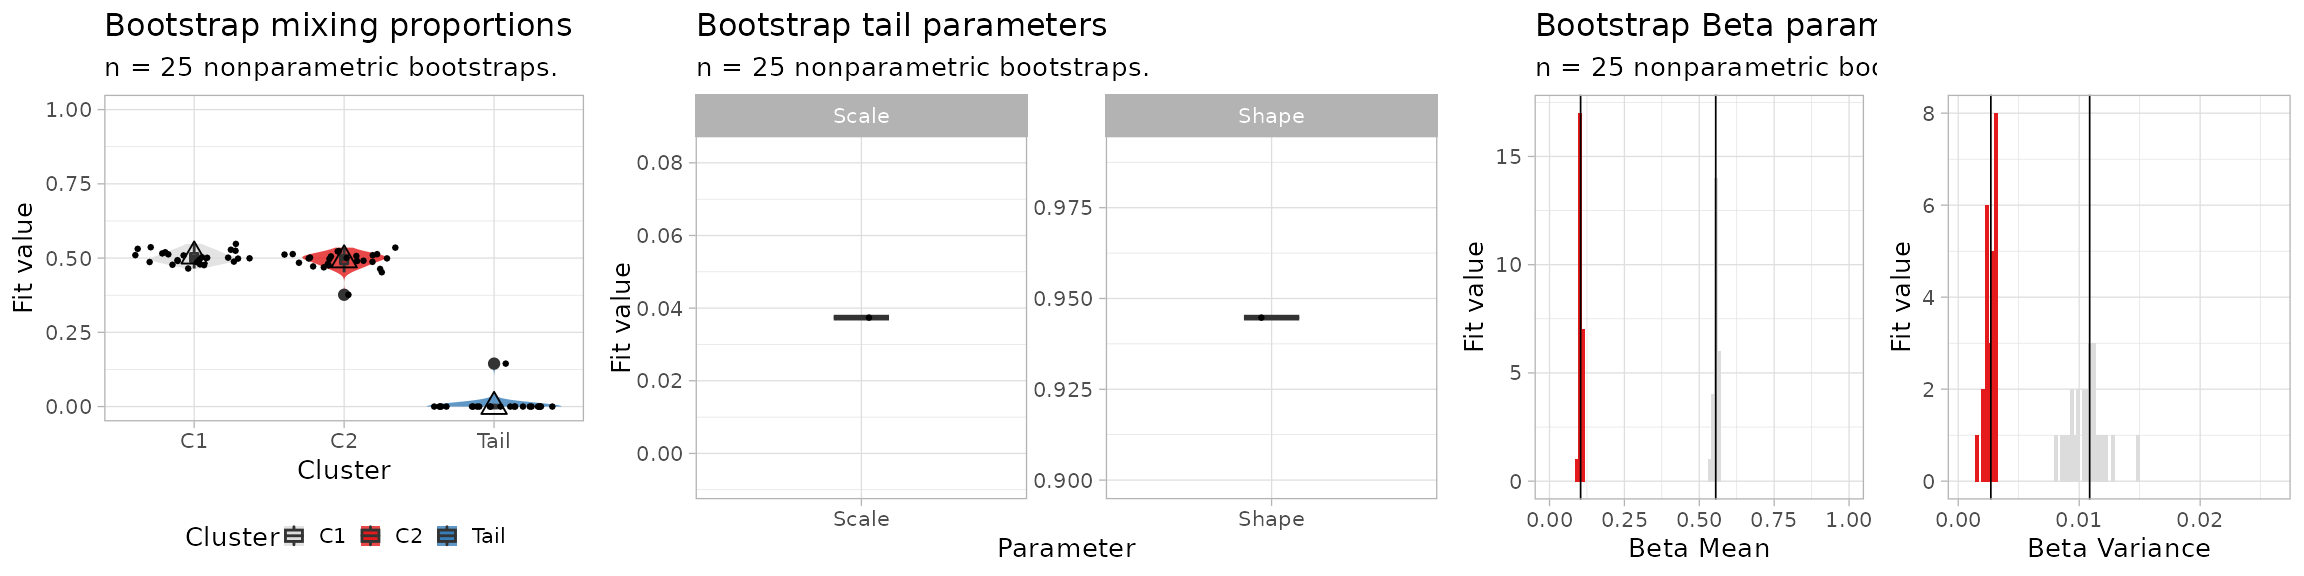 Bootstrap mixing proportions
n = 25 nonparametric bootstraps.
Fit value
1.00
0.75
0.50
0.25
0.00
C1 C2 Tail
Cluster
Cluster C1 C2 Tail
Bootstrap tail parameters
n = 25 nonparametric bootstraps.
Fit value
Scale
0.08
0.06
0.04
0.02
0.00
Scale
Shape
0.975
0.950
0.925
0.900
Shape
Parameter
Bootstrap Beta param
n = 25 nonparametric boo
Fit value
15
10
5
0
0.00 0.25 0.50 0.75 1.00
Beta Mean
Fit value
8
6
4
2
0
0.00 0.01 0.02
Beta Variance